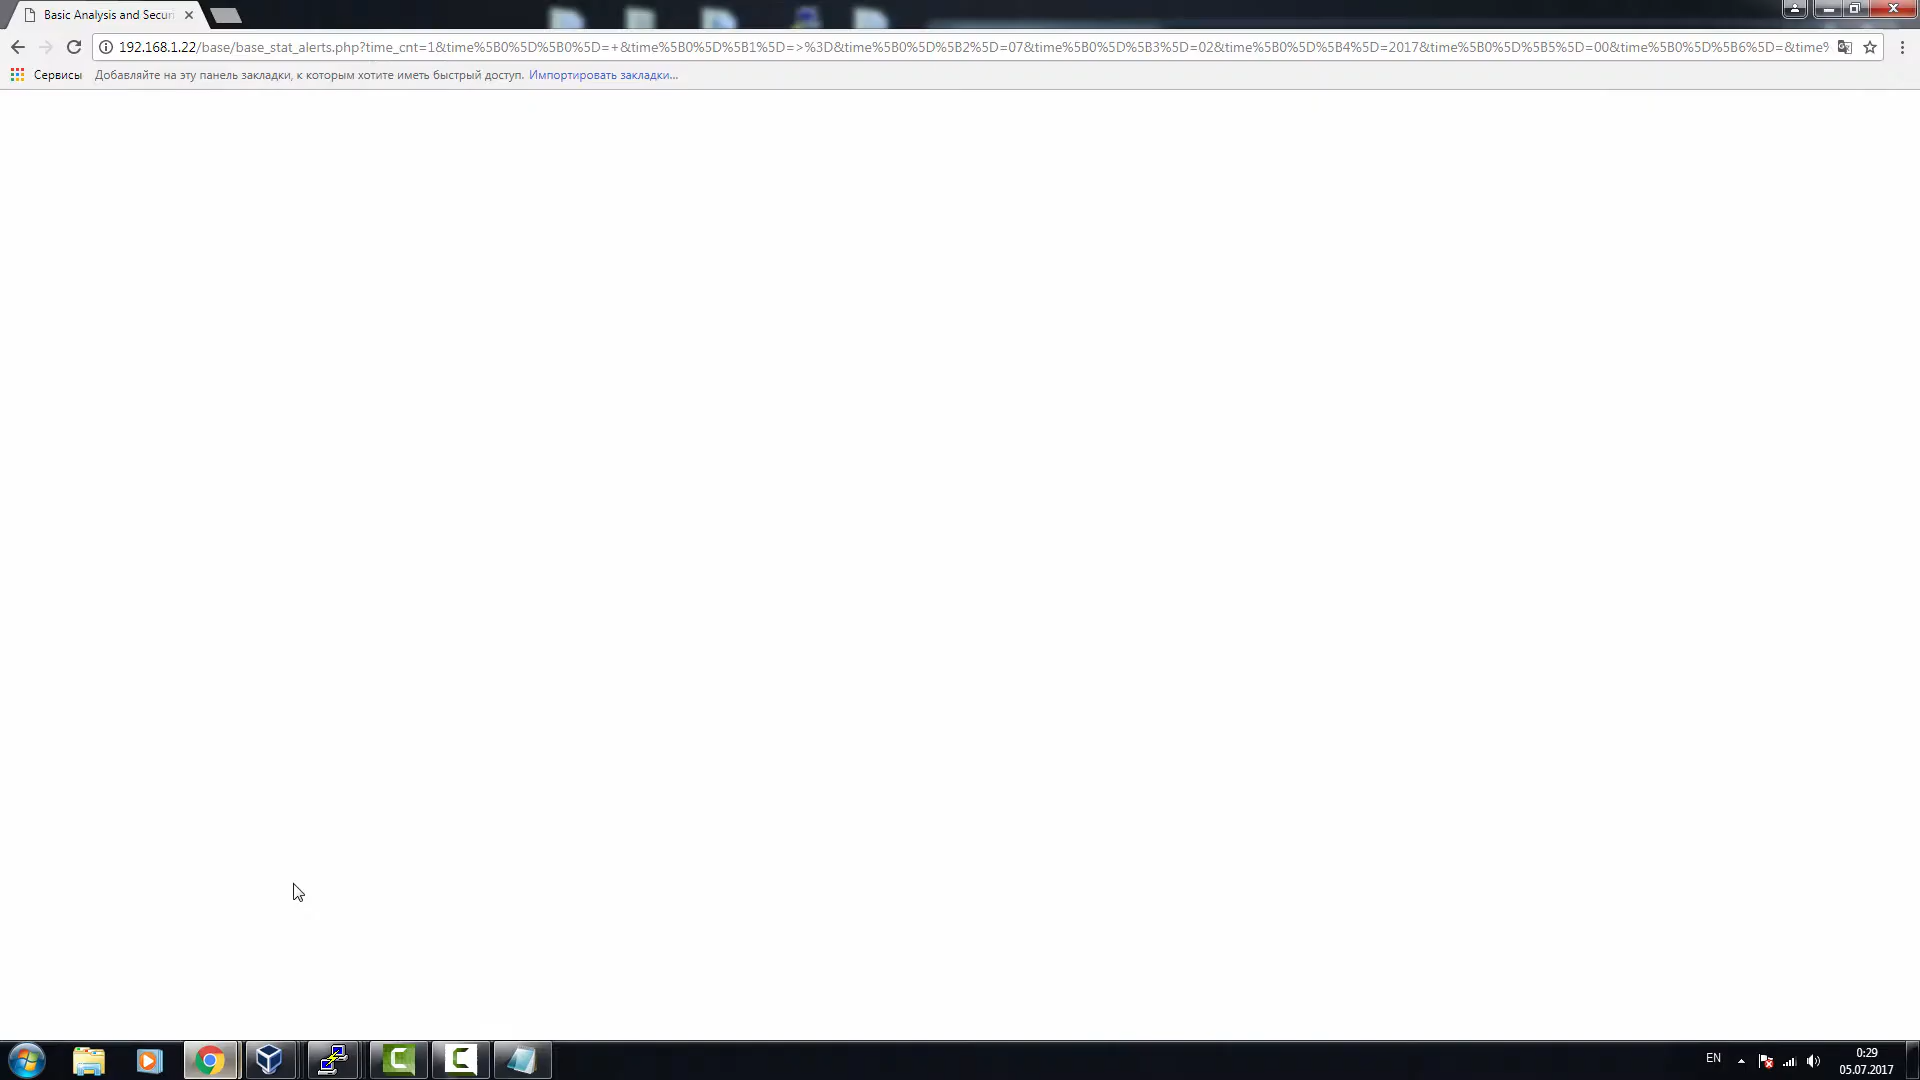 Basic Analysis and Securi
192.168.1.22/base/base_stat_alerts.php?time_cnt=1&time%5B0%5D%5B0%5D=+&time%5B0%5D%5B1%5D=>%3D&time%5B0%5D%5B2%5D=07&time%5B0%5D%5B3%5D=02&time%5B0%5D%5B4%5D=2017&time%5B0%5D%5B5%5D=00&time%5B0%5D%5B6%5D=&time%
Сервисы Добавляйте на эту панель закладки, к которым хотите иметь быстрый доступ. Импортировать закладки...
EN
0:29
05.07.2017